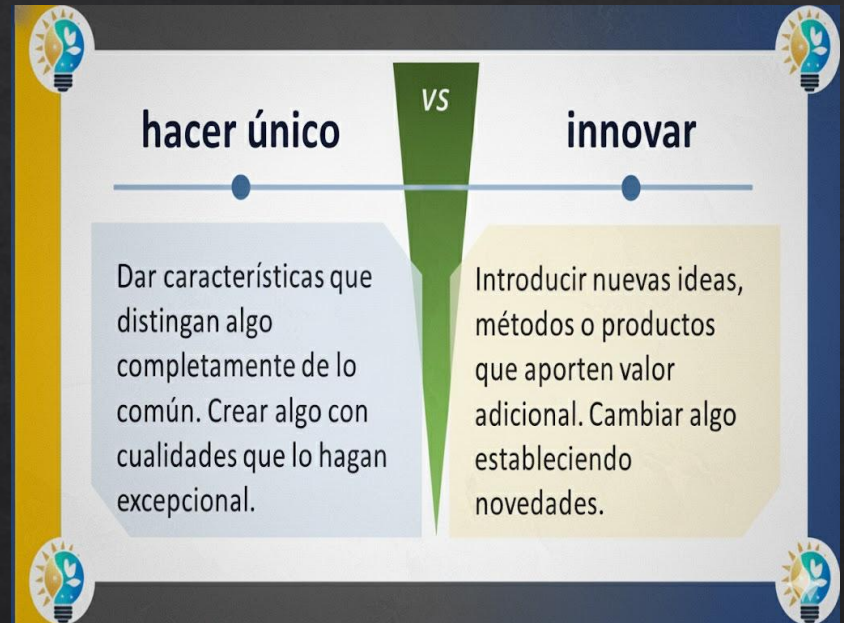 hacer único
vs
innovar
Dar características que
distingan algo
completamente de lo
común. Crear algo con
cualidades que lo hagan
excepcional.
Introducir nuevas ideas,
métodos o productos
que aporten valor
adicional. Cambiar algo
estableciendo
novedades.